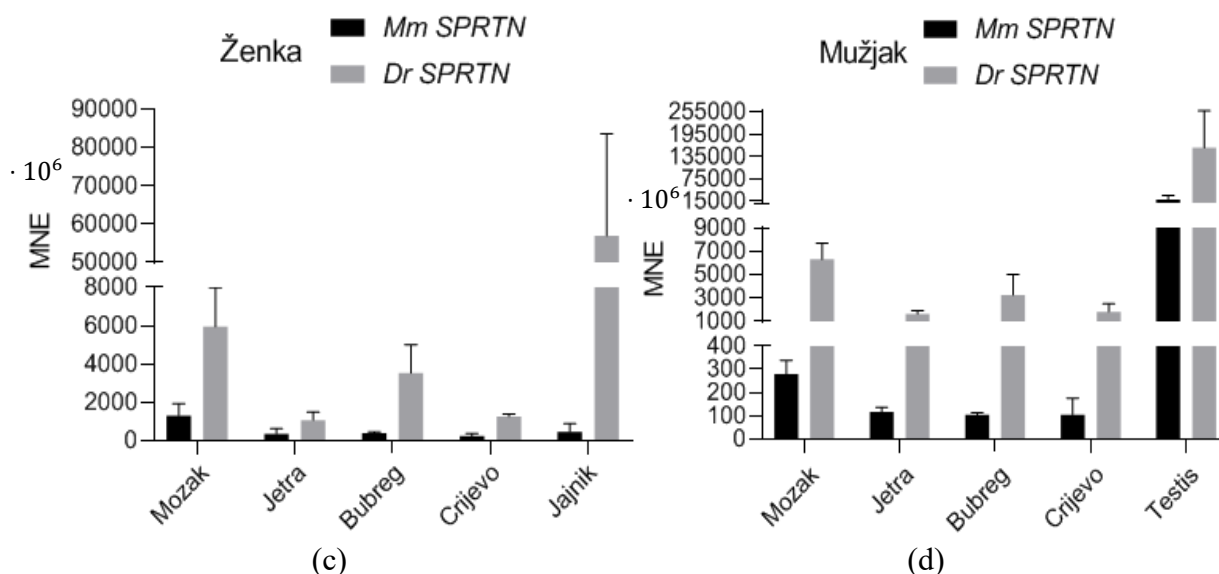 Ženka
Mm SPRTN
Dr SPRTN
90000
80000
70000
60000
50000
8000
6000
4000
2000
0
· 10⁶
MNE
Mozak
Jetra
Bubreg
Crijevo
Jajnik
(c)
Mužjak
Mm SPRTN
Dr SPRTN
255000
195000
135000
75000
15000
9000
7000
5000
3000
1000
400
300
200
100
0
· 10⁶
MNE
Mozak
Jetra
Bubreg
Crijevo
Testis
(d)